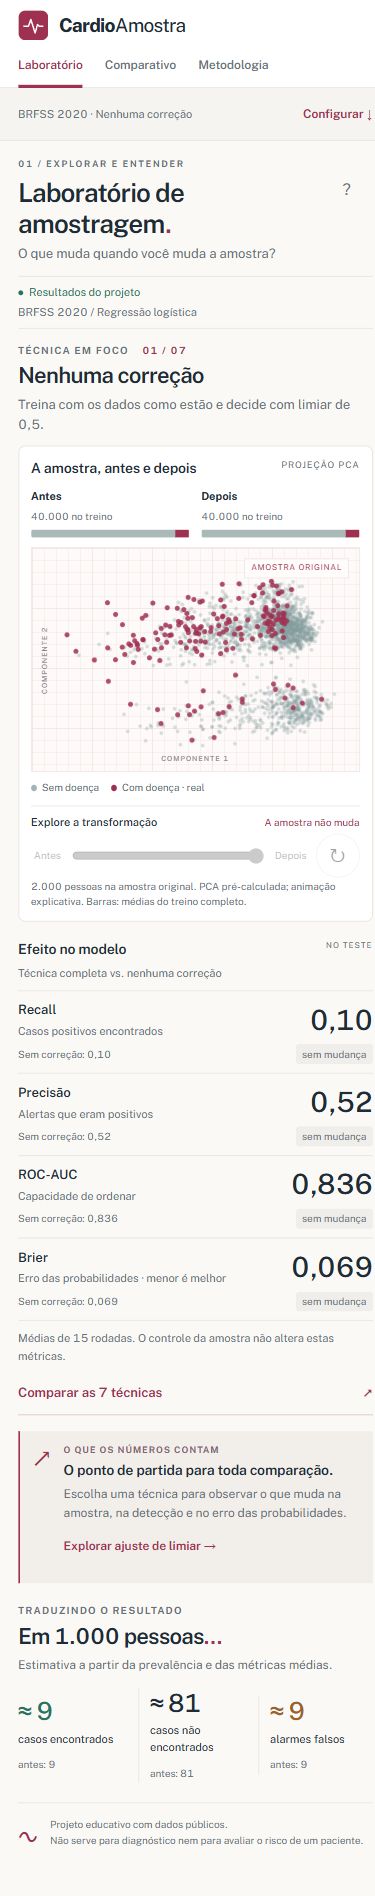 CardioAmostra
Laboratório Comparativo Metodologia
BRFSS 2020 · Nenhuma correção Configurar ↓
01 / EXPLORAR E ENTENDER
Laboratório de
amostragem.
?
O que muda quando você muda a amostra?
Resultados do projeto
BRFSS 2020 / Regressão logística
TÉCNICA EM FOCO 01 / 07
Nenhuma correção
Treina com os dados como estão e decide com limiar de
0,5.
A amostra, antes e depois PROJEÇÃO PCA
Antes Depois
40.000 no treino 40.000 no treino
AMOSTRA ORIGINAL
COMPONENTE 2
COMPONENTE 1
Sem doença Com doença · real
Explore a transformação A amostra não muda
Antes Depois ↻
2.000 pessoas na amostra original. PCA pré-calculada; animação
explicativa. Barras: médias do treino completo.
Efeito no modelo NO TESTE
Técnica completa vs. nenhuma correção
Recall
0,10
Casos positivos encontrados
Sem correção: 0,10 sem mudança
Precisão
0,52
Alertas que eram positivos
Sem correção: 0,52 sem mudança
ROC-AUC
0,836
Capacidade de ordenar
Sem correção: 0,836 sem mudança
Brier
0,069
Erro das probabilidades · menor é melhor
Sem correção: 0,069 sem mudança
Médias de 15 rodadas. O controle da amostra não altera estas
métricas.
Comparar as 7 técnicas ↗
↗ O QUE OS NÚMEROS CONTAM
O ponto de partida para toda comparação.
Escolha uma técnica para observar o que muda na
amostra, na detecção e no erro das probabilidades.
Explorar ajuste de limiar →
TRADUZINDO O RESULTADO
Em 1.000 pessoas...
Estimativa a partir da prevalência e das métricas médias.
≈ 9
casos encontrados
antes: 9
≈ 81
casos não
encontrados
antes: 81
≈ 9
alarmes falsos
antes: 9
Projeto educativo com dados públicos.
Não serve para diagnóstico nem para avaliar o risco de um paciente.